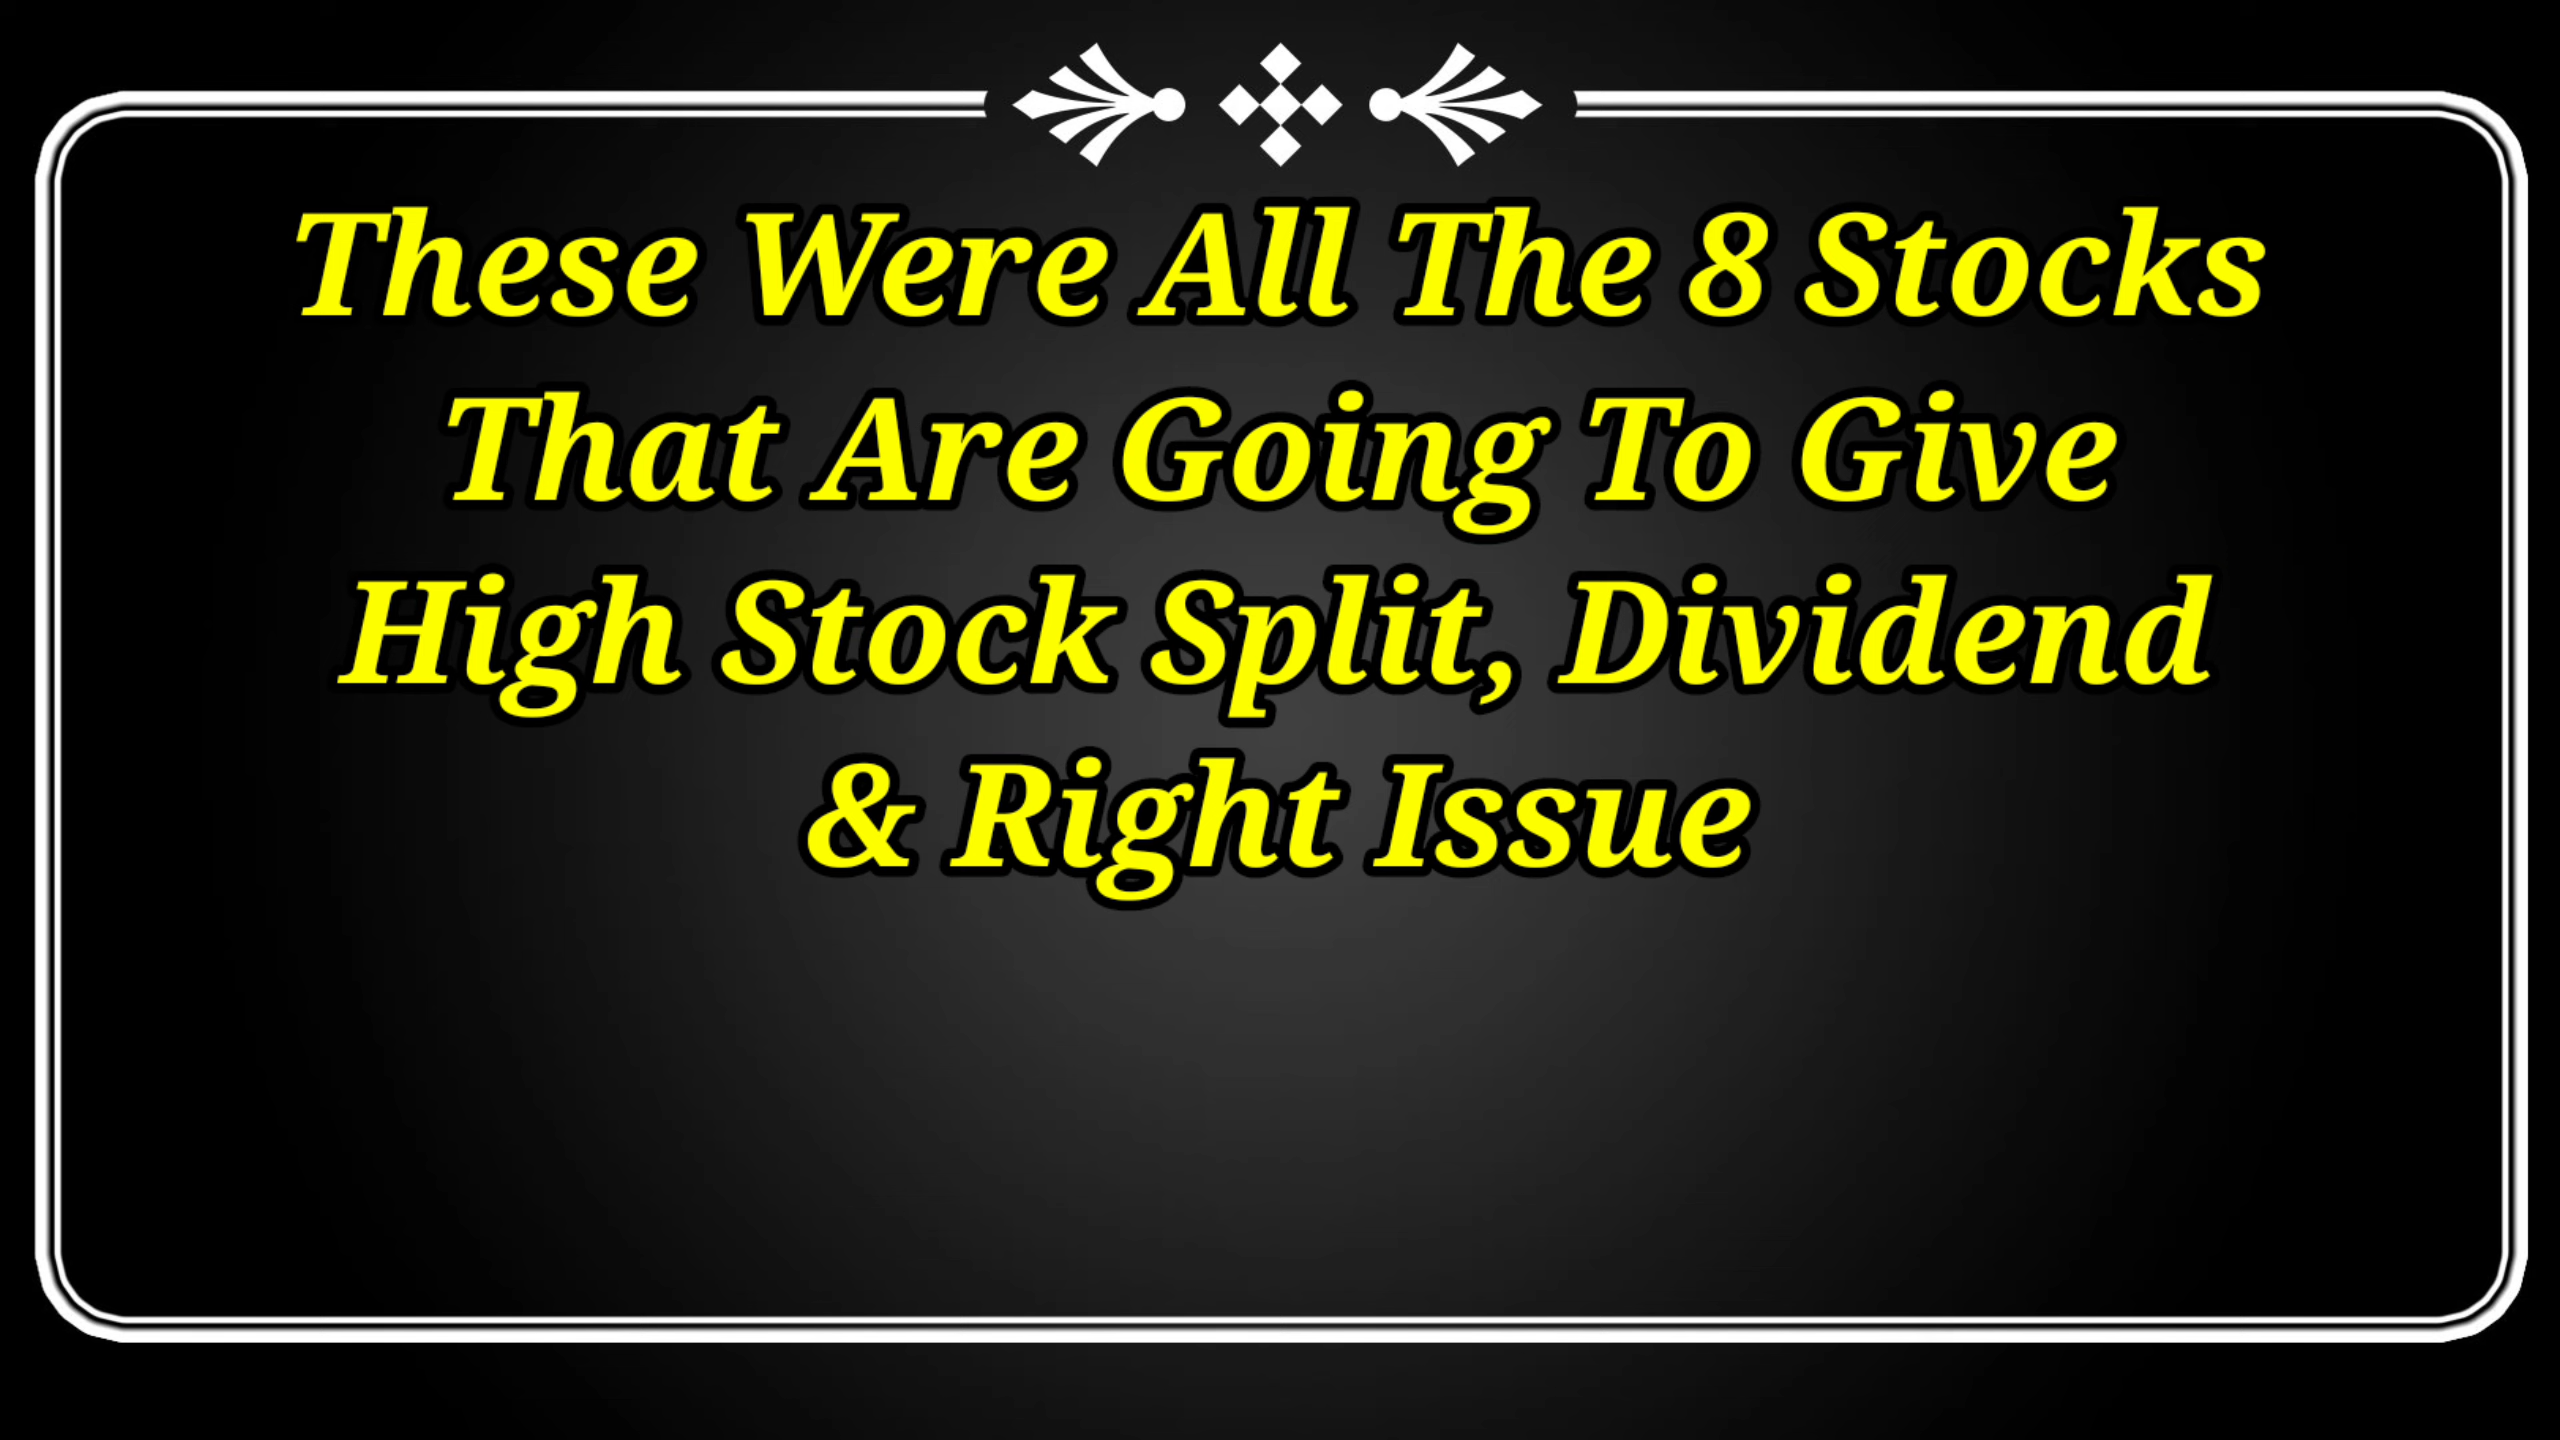 These Were All The 8 Stocks
That Are Going To Give
High Stock Split, Dividend
& Right Issue